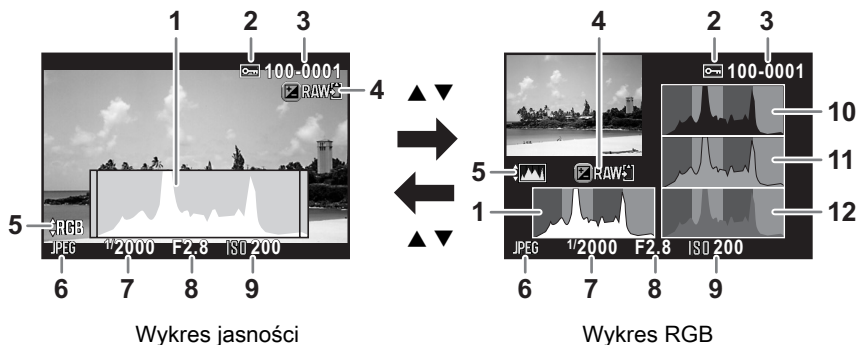 1 2 3
100-0001
RAW
4
5
RGB
JPEG 1/2000 F2.8 ISO 200
6 7 8 9
Wykres jasności
▲ ▼
▲ ▼
4 2 3
100-0001
10
5
RAW
11
1
12
JPEG 1/2000 F2.8 ISO 200
6 7 8 9
Wykres RGB